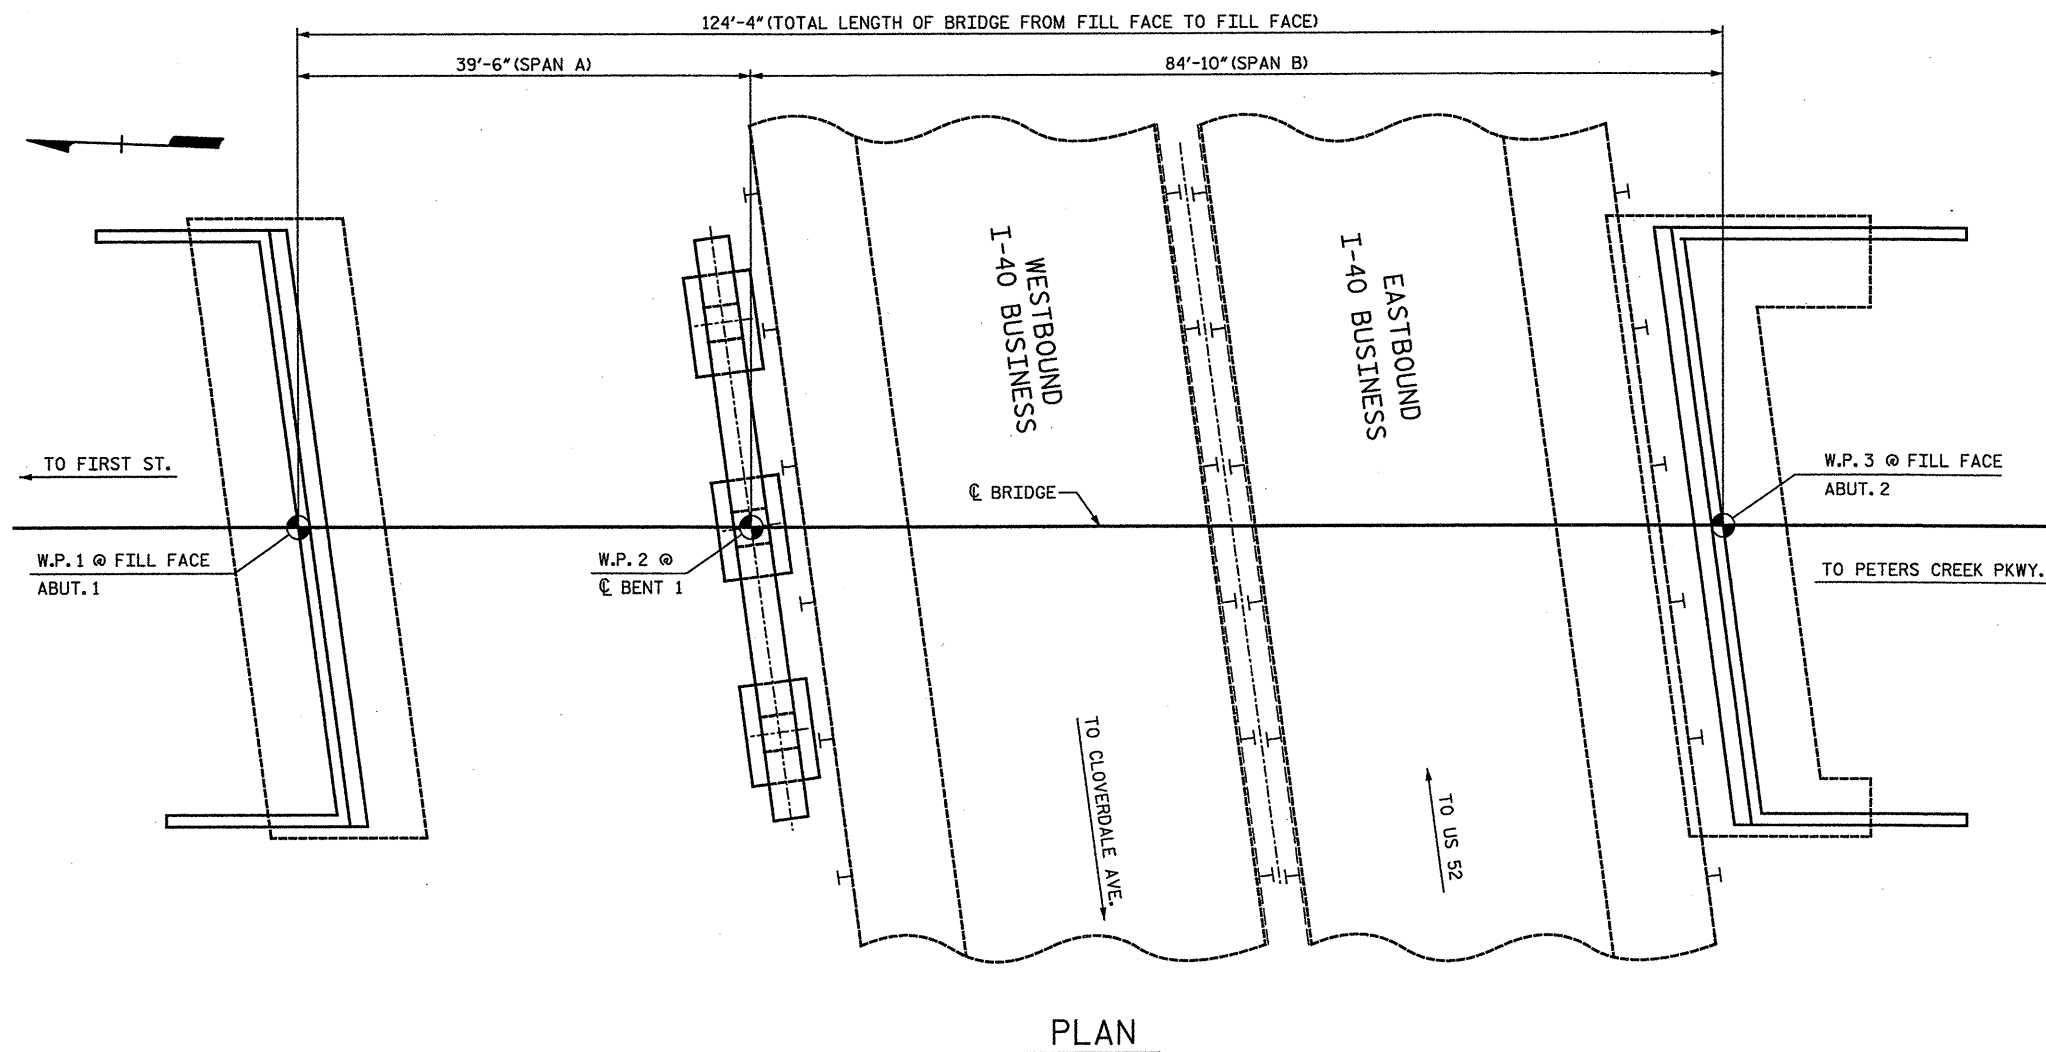 124'-4" (TOTAL LENGTH OF BRIDGE FROM FILL FACE TO FILL FACE)
39'-6" (SPAN A)
84'-10" (SPAN B)
WESTBOUND
I-40 BUSINESS
EASTBOUND
I-40 BUSINESS
TO FIRST ST.
℄ BRIDGE
W.P. 3 @ FILL FACE
ABUT. 2
W.P. 1 @ FILL FACE
ABUT. 1
W.P. 2 @
℄ BENT 1
TO PETERS CREEK PKWY.
TO CLOVERDALE AVE.
TO US 52
PLAN